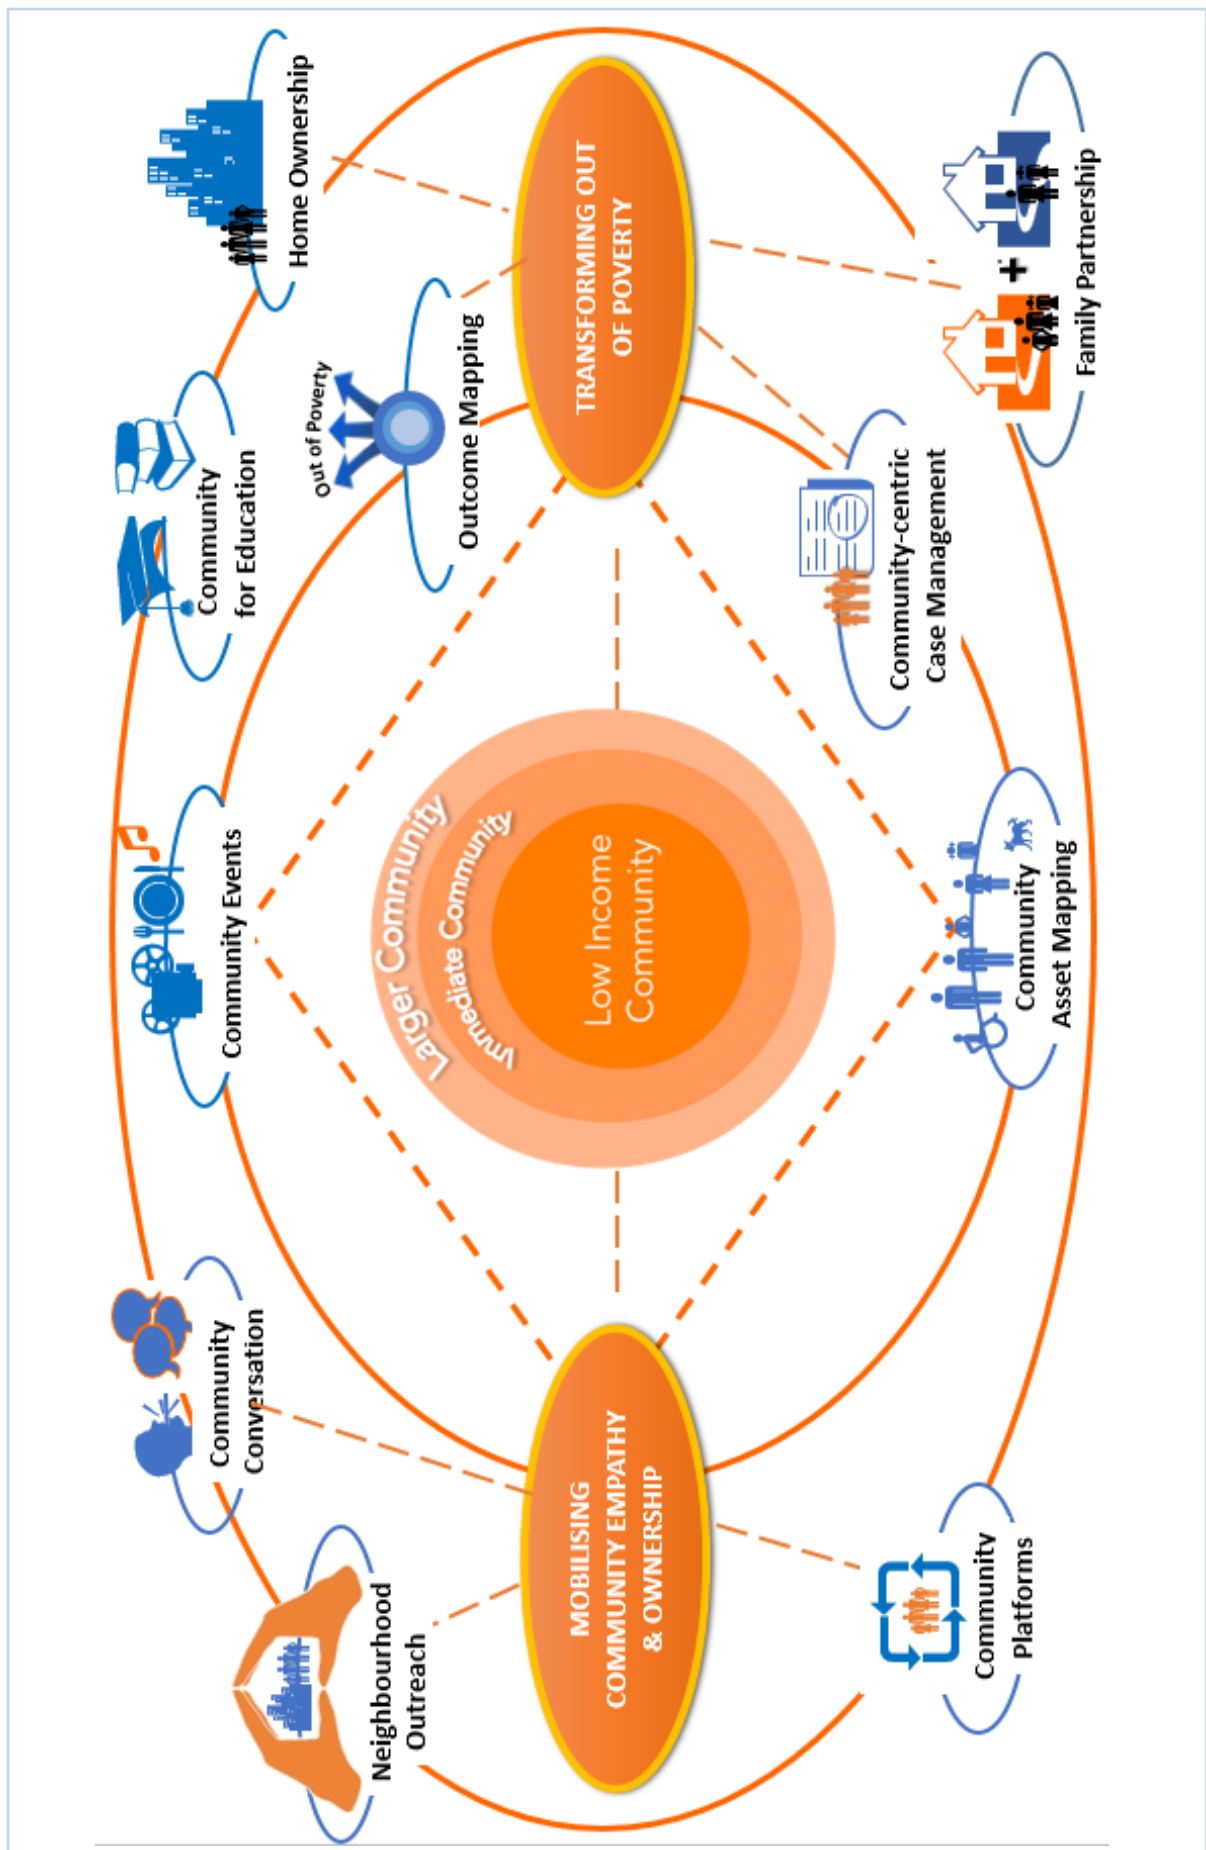 Neighbourhood
Outreach
Community
Conversation
Community Events
Community
for Education
Home Ownership
Out of Poverty
Outcome Mapping
MOBILISING
COMMUNITY EMPATHY
& OWNERSHIP
Larger Community
Immediate Community
Low Income
Community
TRANSFORMING OUT
OF POVERTY
Community
Platforms
Community
Asset Mapping
Community-centric
Case Management
+
Family Partnership